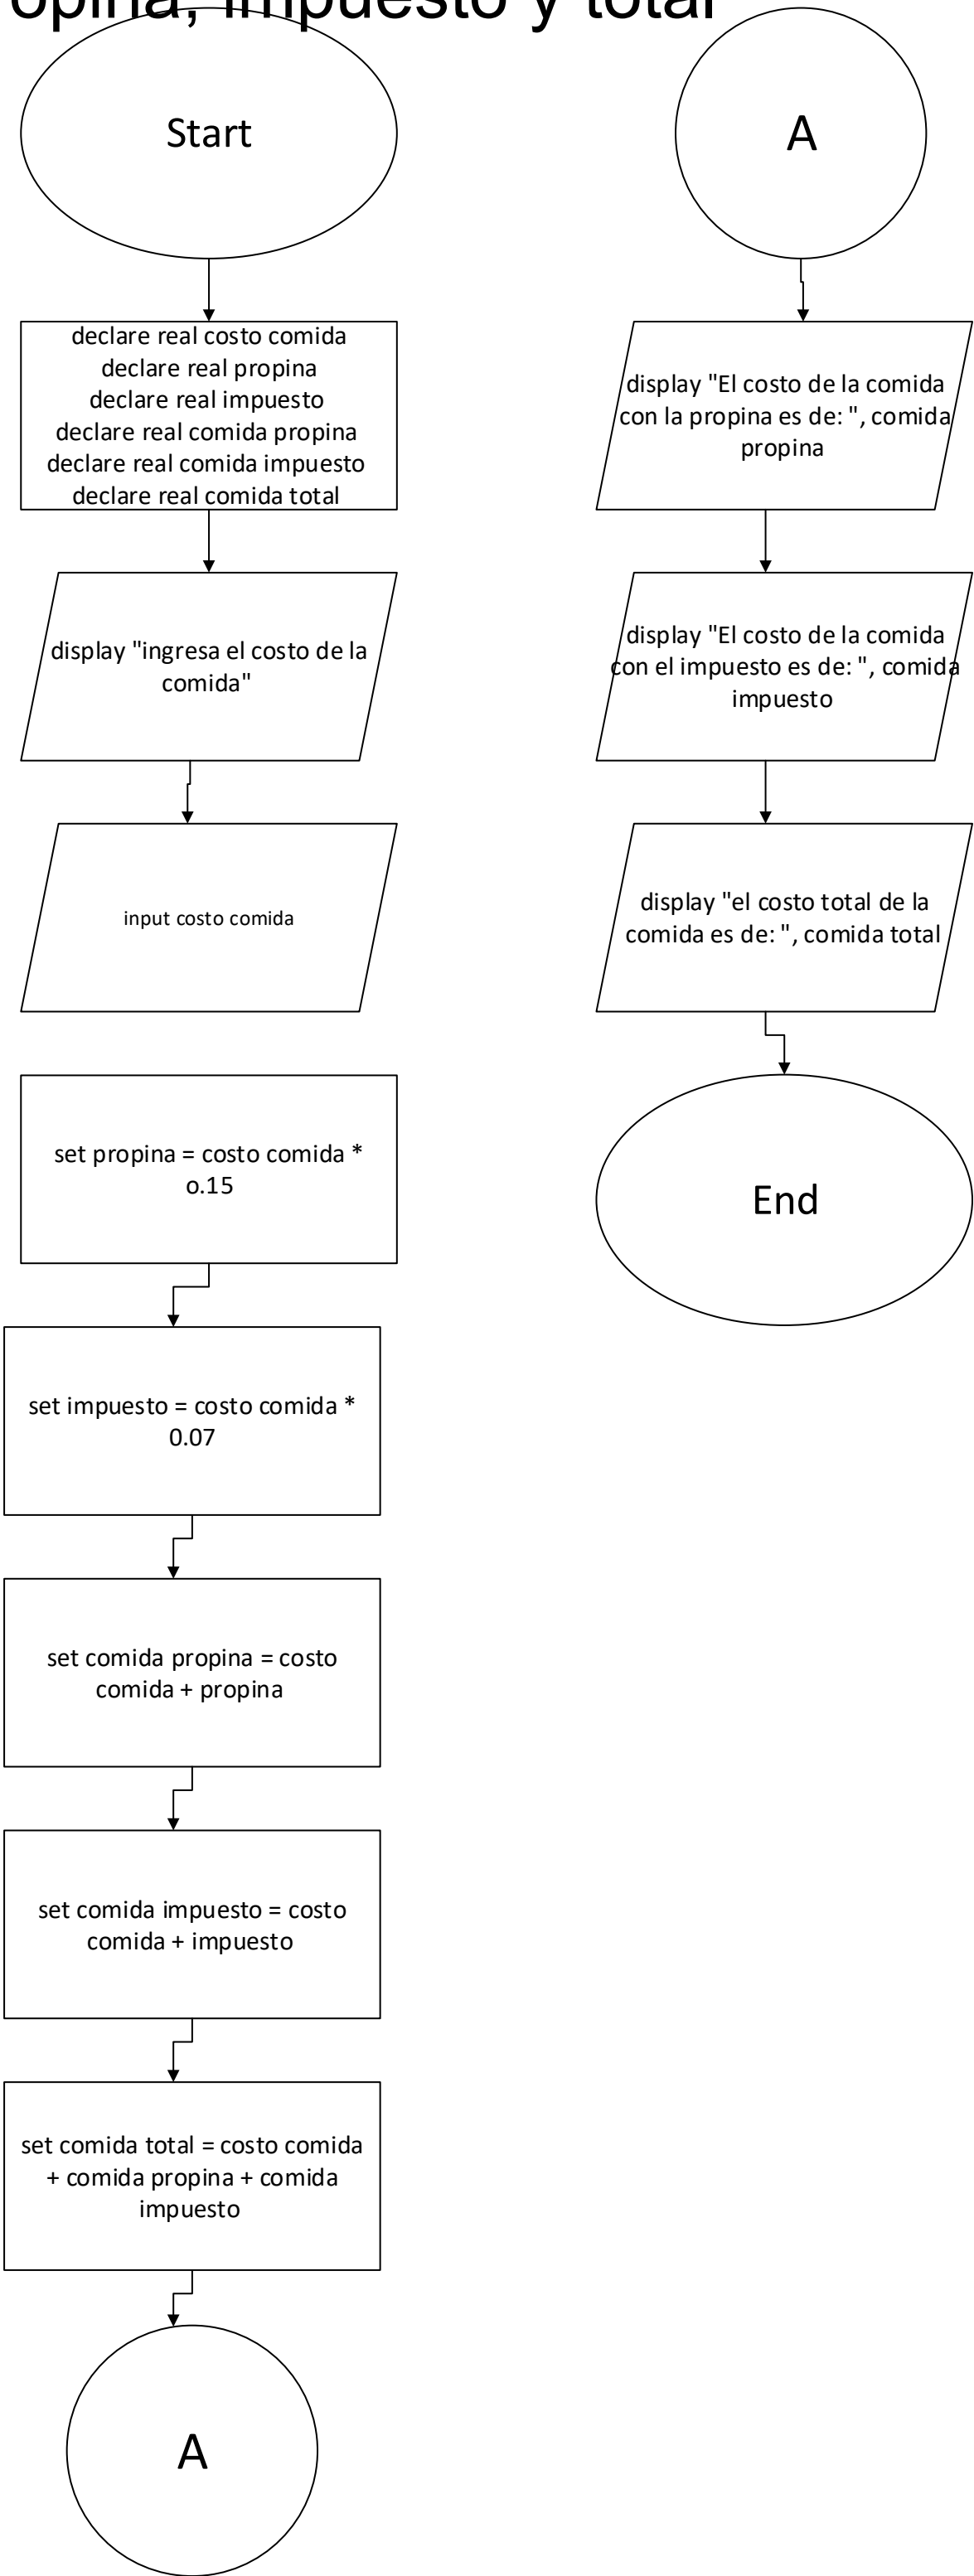 opina, impuesto y total
Start
declare real costo comida
declare real propina
declare real impuesto
declare real comida propina
declare real comida impuesto
declare real comida total
display "ingresa el costo de la
comida"
input costo comida
set propina = costo comida *
o.15
set impuesto = costo comida *
0.07
set comida propina = costo
comida + propina
set comida impuesto = costo
comida + impuesto
set comida total = costo comida
+ comida propina + comida
impuesto
A
A
display "El costo de la comida
con la propina es de: ", comida
propina
display "El costo de la comida
con el impuesto es de: ", comida
impuesto
display "el costo total de la
comida es de: ", comida total
End